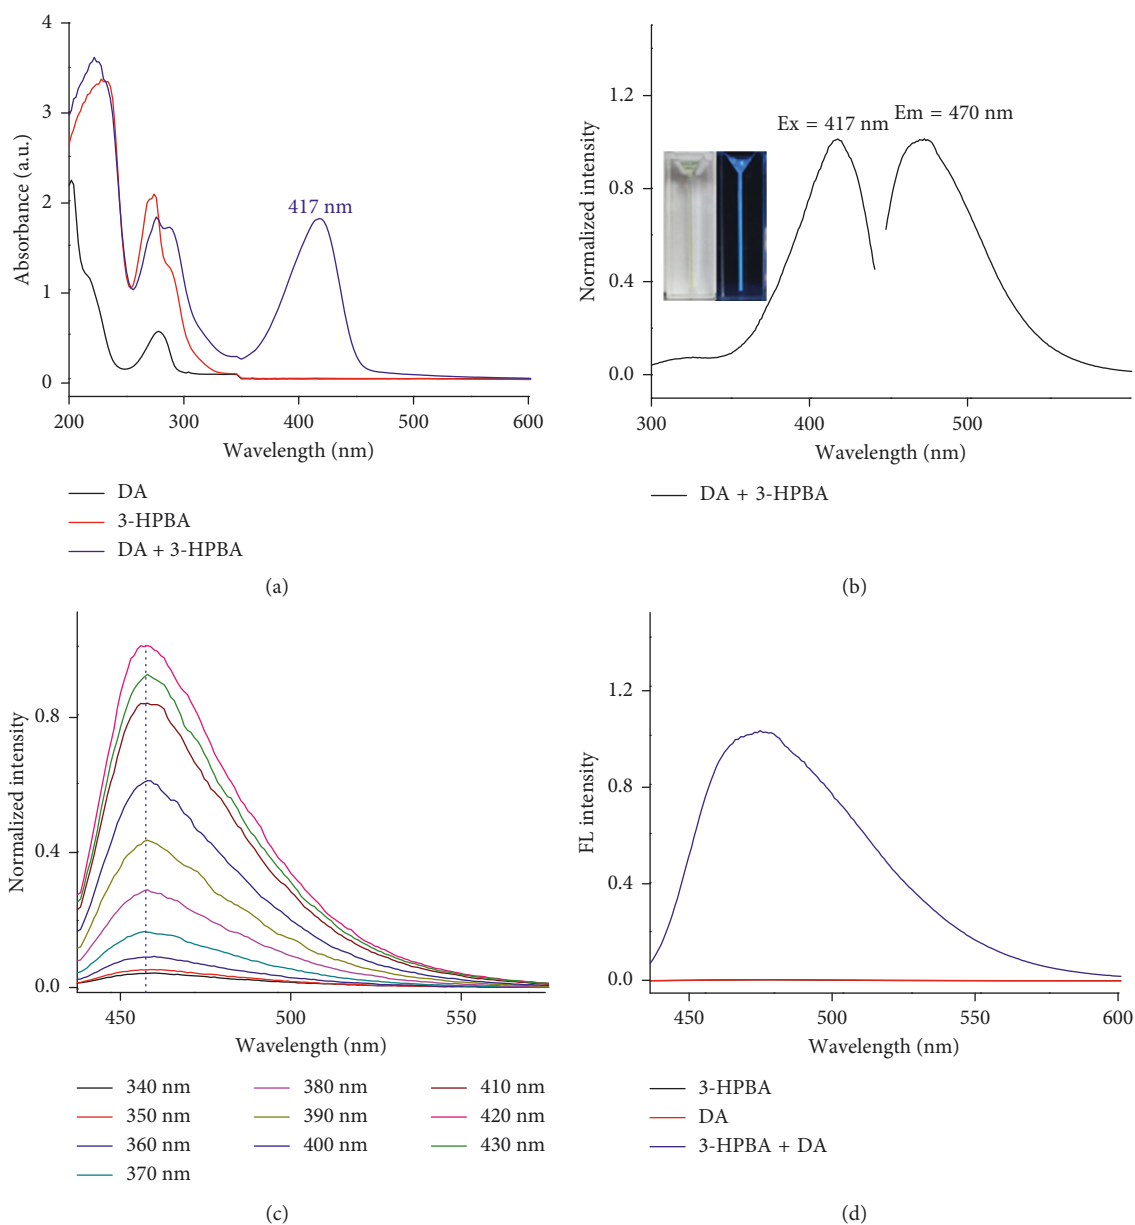 4
3
2
1
0
Absorbance (a.u.)
417 nm
200 300 400 500 600
Wavelength (nm)
DA
3-HPBA
DA + 3-HPBA
(a)
1.2
0.8
0.4
0.0
Normalized intensity
Ex = 417 nm
Em = 470 nm
300 400 500
Wavelength (nm)
DA + 3-HPBA
(b)
0.8
0.4
0.0
Normalized intensity
450 500 550
Wavelength (nm)
340 nm 380 nm 410 nm
350 nm 390 nm 420 nm
360 nm 400 nm 430 nm
370 nm
(c)
1.2
0.8
0.4
0.0
FL intensity
450 500 550 600
Wavelength (nm)
3-HPBA
DA
3-HPBA + DA
(d)